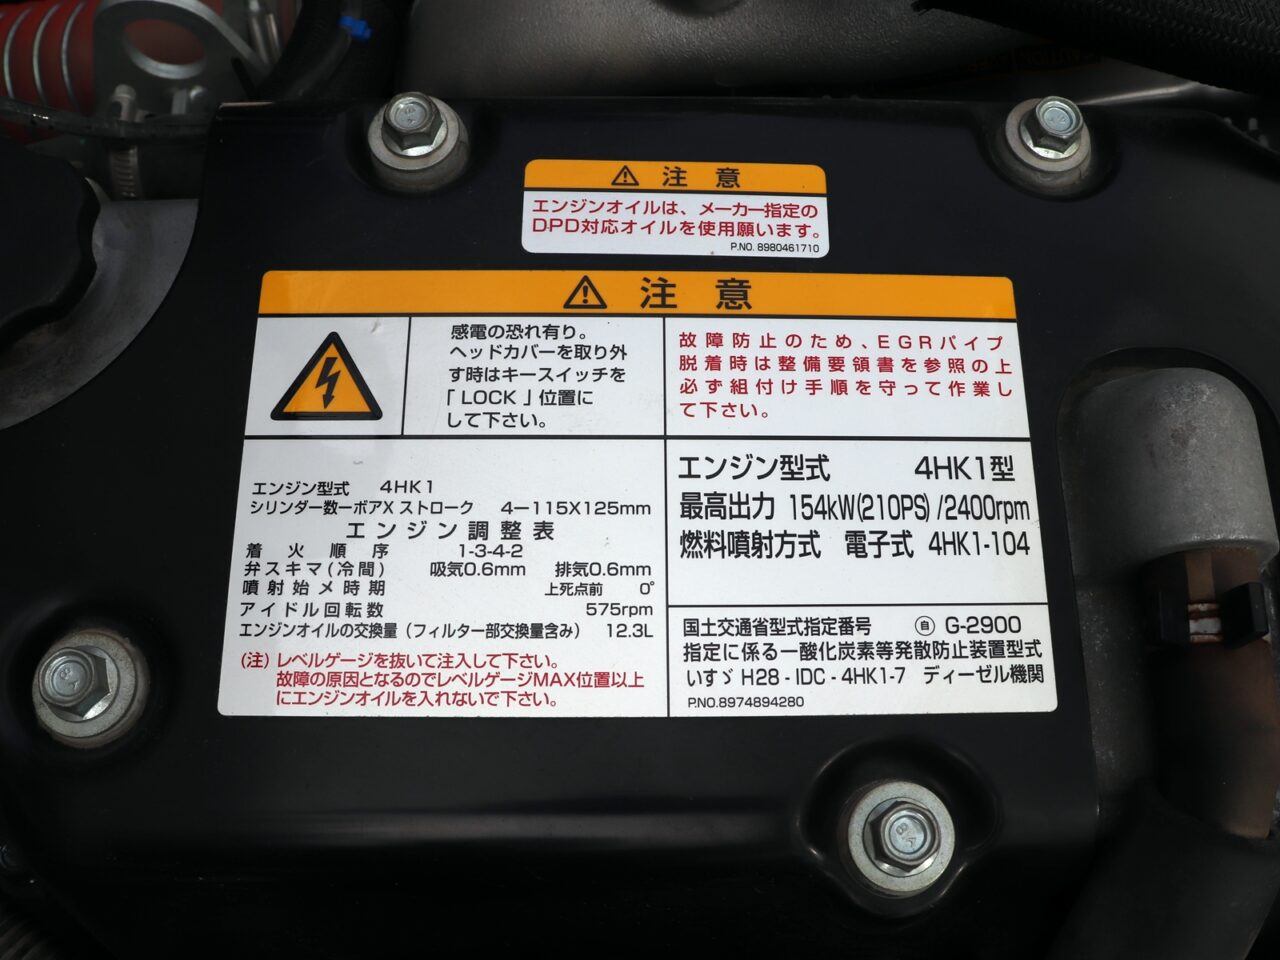 ⚠ 注意
エンジンオイルは、メーカー指定の
DPD対応オイルを使用願います。
P.NO. 8980461710
⚠ 注意
感電の恐れ有り。
ヘッドカバーを取り外
す時はキースイッチを
「LOCK」位置に
して下さい。
故障防止のため、EGRパイプ
脱着時は整備要領書を参照の上
必ず組付け手順を守って作業し
て下さい。
エンジン型式 4HK1
シリンダー数ーボアX ストローク 4ー115X125mm
エンジン調整表
着火順序 1-3-4-2
弁スキマ(冷間) 吸気0.6mm 排気0.6mm
噴射始メ時期 上死点前 0°
アイドル回転数 575rpm
エンジンオイルの交換量(フィルター部交換量含み) 12.3L
(注) レベルゲージを抜いて注入して下さい。
故障の原因となるのでレベルゲージMAX位置以上
にエンジンオイルを入れないで下さい。
エンジン型式 4HK1型
最高出力 154kW(210PS) /2400rpm
燃料噴射方式 電子式 4HK1-104
国土交通省型式指定番号 ㉂ G-2900
指定に係る一酸化炭素等発散防止装置型式
いすゞ H28 - IDC - 4HK1-7 ディーゼル機関
P.NO.8974894280